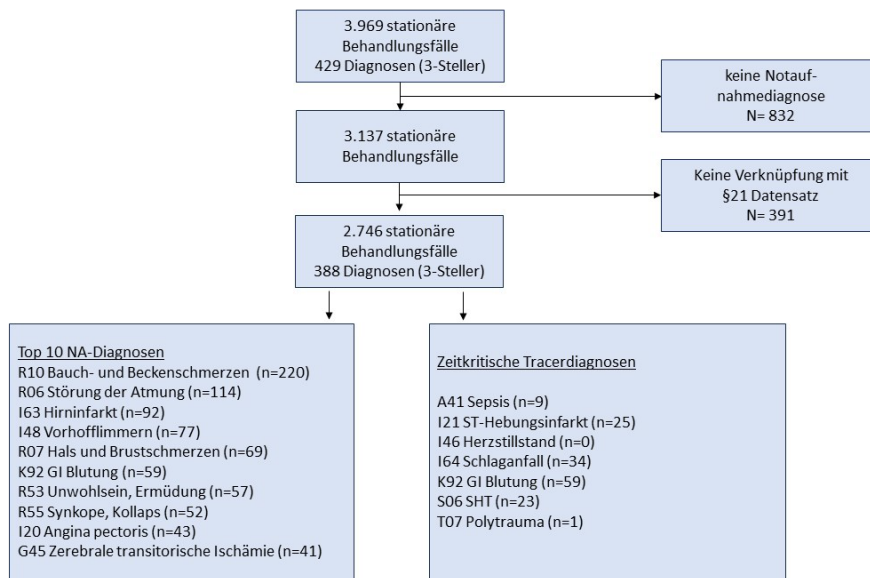 3.969 stationäre
Behandlungsfälle
429 Diagnosen (3-Steller)
keine Notauf-
nahmediagnose
N= 832
3.137 stationäre
Behandlungsfälle
Keine Verknüpfung mit
§21 Datensatz
N= 391
2.746 stationäre
Behandlungsfälle
388 Diagnosen (3-Steller)
Top 10 NA-Diagnosen
R10 Bauch- und Beckenschmerzen (n=220)
R06 Störung der Atmung (n=114)
I63 Hirninfarkt (n=92)
I48 Vorhofflimmern (n=77)
R07 Hals und Brustschmerzen (n=69)
K92 GI Blutung (n=59)
R53 Unwohlsein, Ermüdung (n=57)
R55 Synkope, Kollaps (n=52)
I20 Angina pectoris (n=43)
G45 Zerebrale transitorische Ischämie (n=41)
Zeitkritische Tracerdiagnosen
A41 Sepsis (n=9)
I21 ST-Hebungsinfarkt (n=25)
I46 Herzstillstand (n=0)
I64 Schlaganfall (n=34)
K92 GI Blutung (n=59)
S06 SHT (n=23)
T07 Polytrauma (n=1)